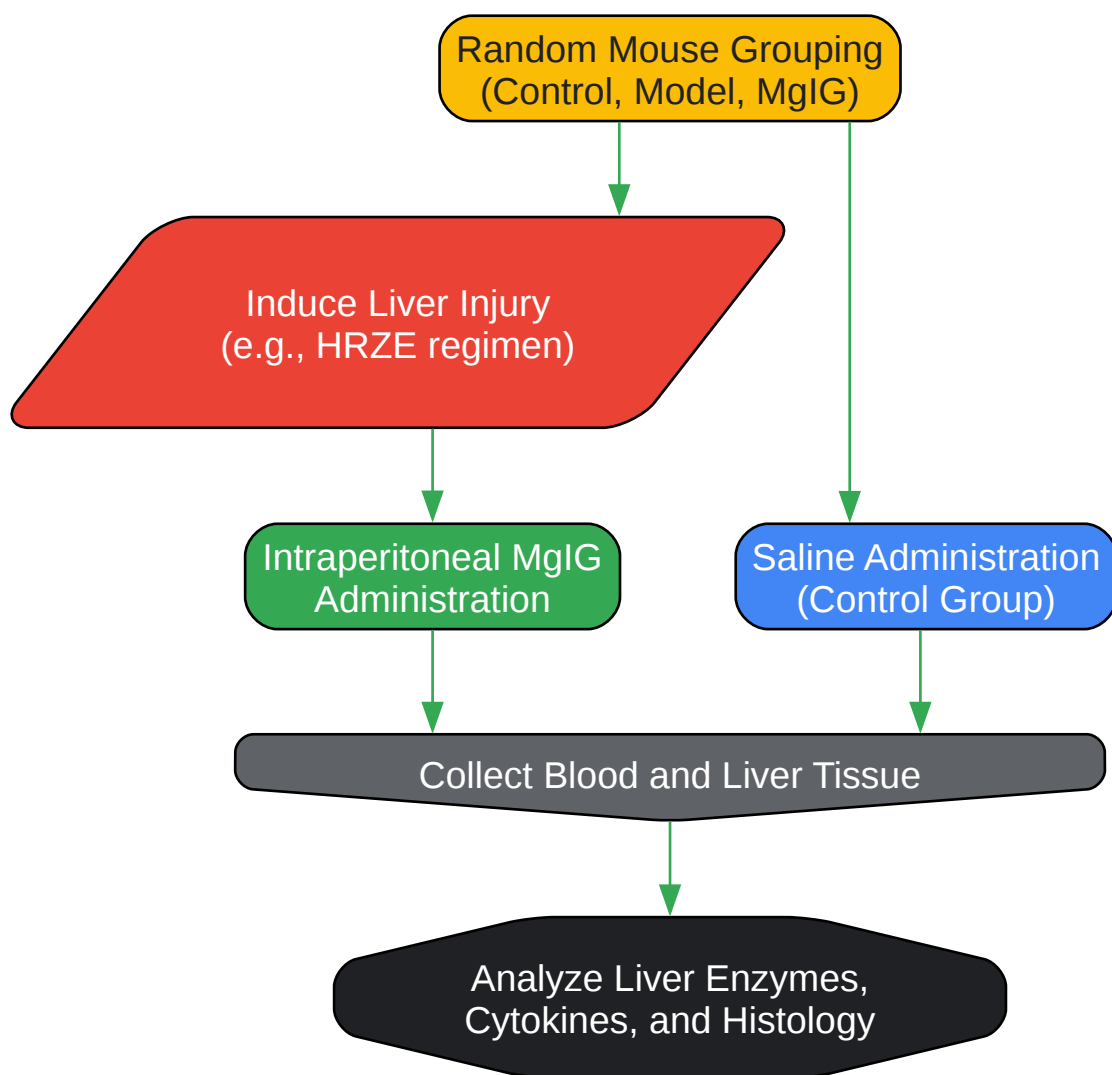 Random Mouse Grouping
(Control, Model, MgIG)
Induce Liver Injury
(e.g., HRZE regimen)
Intraperitoneal MgIG
Administration
Saline Administration
(Control Group)
Collect Blood and Liver Tissue
Analyze Liver Enzymes,
Cytokines, and Histology